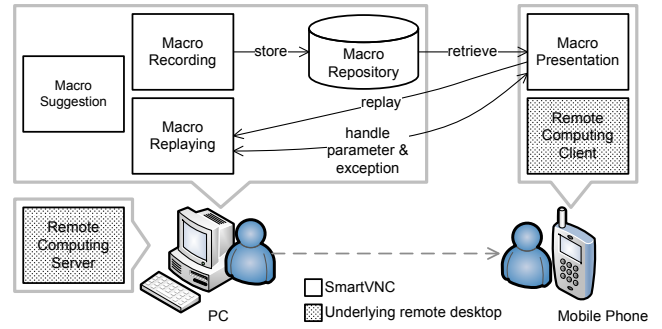 Macro
Suggestion
Macro
Recording
store
Macro
Repository
retrieve
Macro
Presentation
replay
Macro
Replaying
handle
parameter &
exception
Remote
Computing
Client
Remote
Computing
Server
PC
SmartVNC
Underlying remote desktop
Mobile Phone